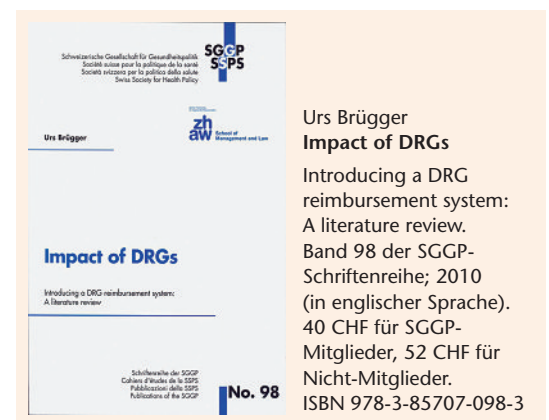 Schweizerische Gesellschaft für Gesundheitspolitik
Société suisse pour la politique de la santé
Società svizzera per la politica della salute
Swiss Society for Health Policy
SGGP
SSPS
Urs Brügger
zh
aw
School of
Management and Law
Impact of DRGs
Introducing a DRG reimbursement system:
A literature review
Schriftenreihe der SGGP
Cahiers d'études de la SSPS
Pubblicazioni della SSPS
Publications of the SGGP
No. 98
Urs Brügger
Impact of DRGs
Introducing a DRG
reimbursement system:
A literature review.
Band 98 der SGGP-
Schriftenreihe; 2010
(in englischer Sprache).
40 CHF für SGGP-
Mitglieder, 52 CHF für
Nicht-Mitglieder.
ISBN 978-3-85707-098-3